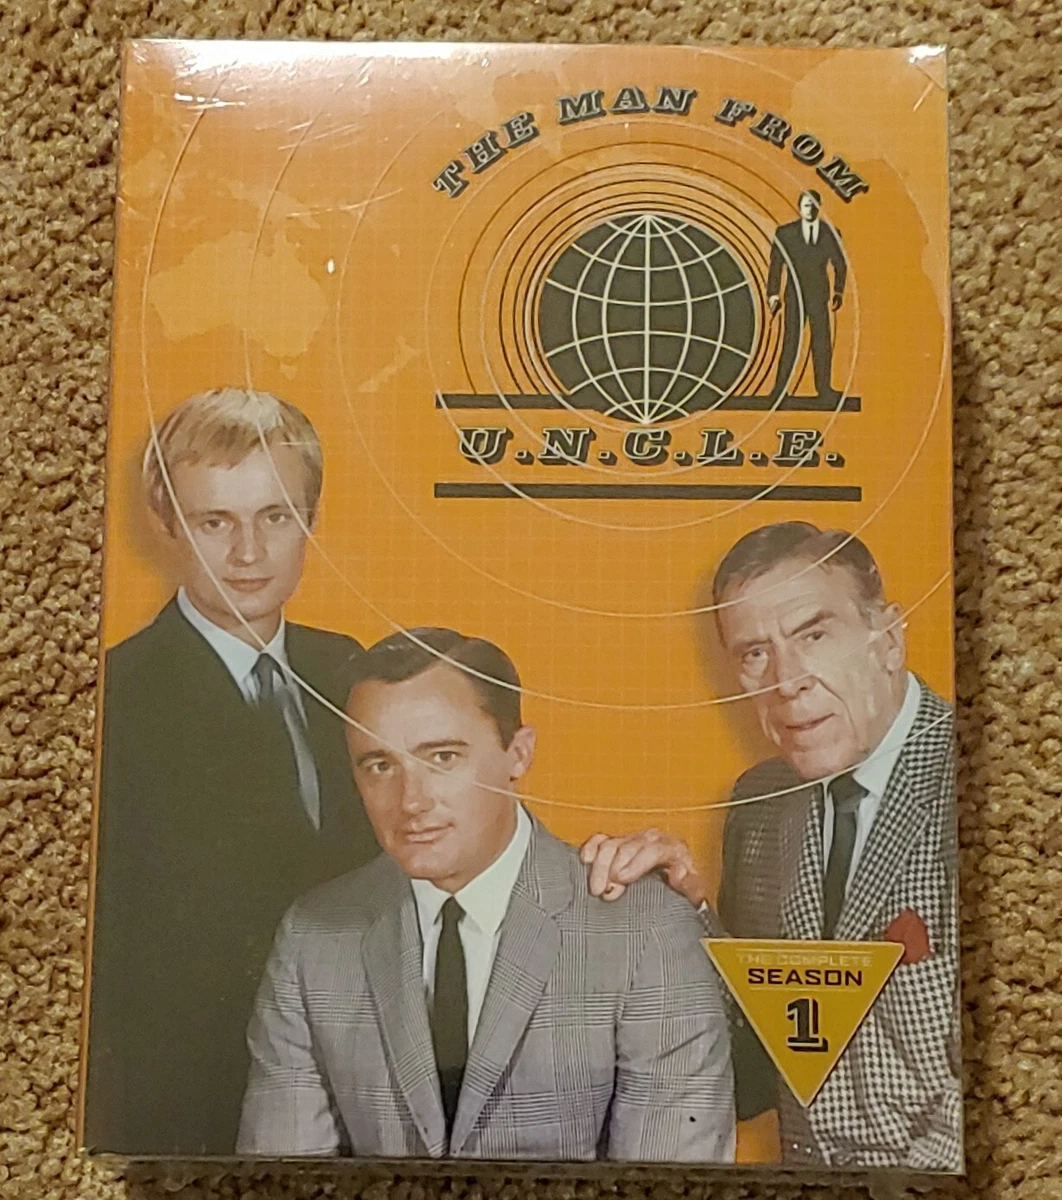 THE MAN FROM
U.N.C.L.E.
THE COMPLETE
SEASON
1